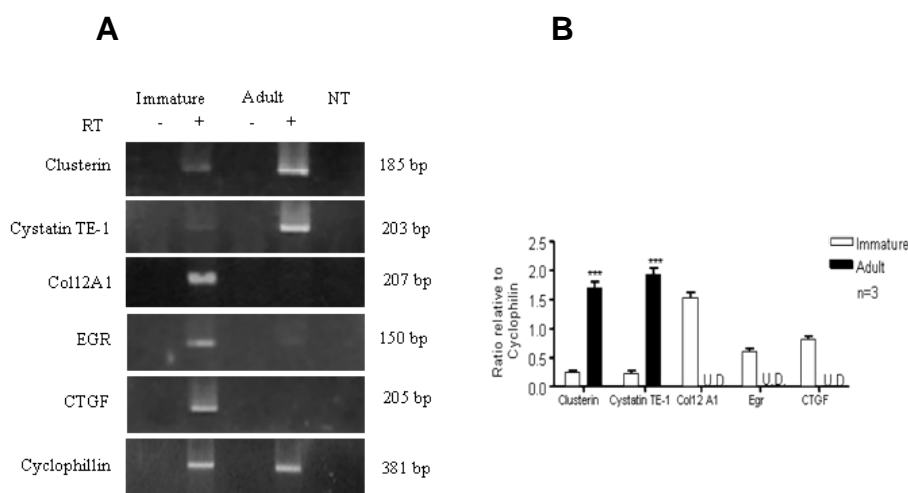 A
Immature Adult NT
RT - + - +
Clusterin 185 bp
Cystatin TE-1 203 bp
Col12A1 207 bp
EGR 150 bp
CTGF 205 bp
Cyclophillin 381 bp
B
Ratio relative to
Cyclophilin
2.5
2.0
1.5
1.0
0.5
0.0
*** ***
U.D. U.D. U.D.
Clusterin Cystatin TE-1 Col12 A1 Egr CTGF
Immature
Adult
n=3